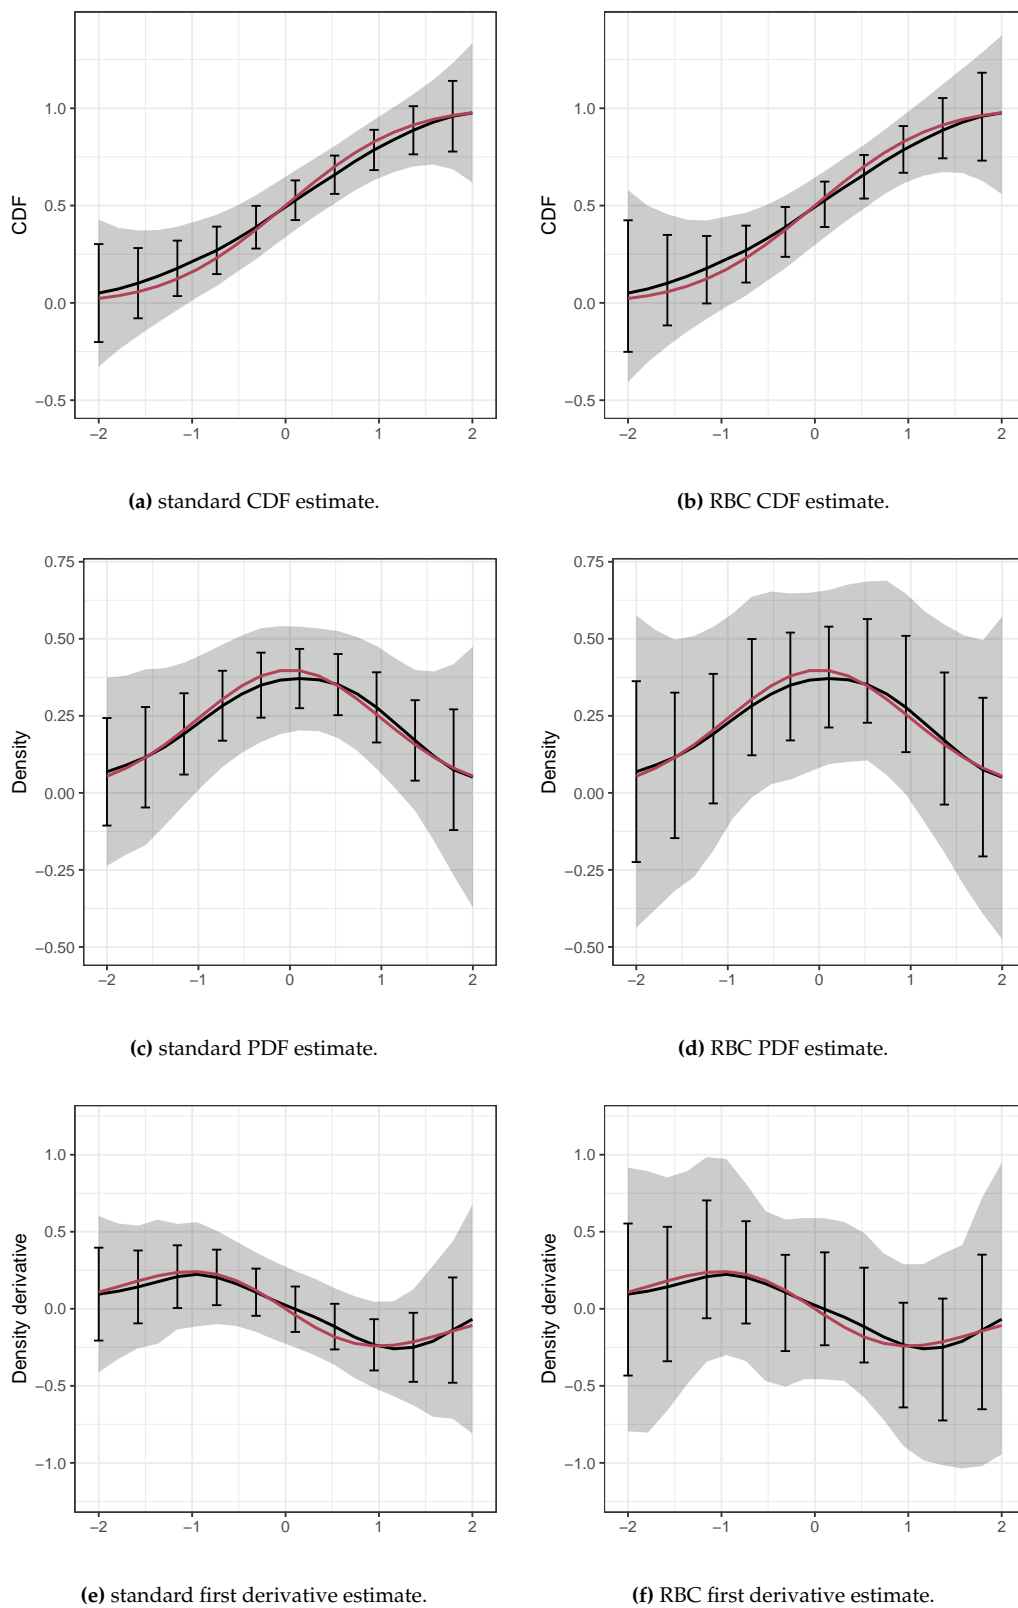 CDF
1.0
0.5
0.0
−0.5
−2 −1 0 1 2
(a) standard CDF estimate.
CDF
1.0
0.5
0.0
−0.5
−2 −1 0 1 2
(b) RBC CDF estimate.
Density
0.75
0.50
0.25
0.00
−0.25
−0.50
−2 −1 0 1 2
(c) standard PDF estimate.
Density
0.75
0.50
0.25
0.00
−0.25
−0.50
−2 −1 0 1 2
(d) RBC PDF estimate.
Density derivative
1.0
0.5
0.0
−0.5
−1.0
−2 −1 0 1 2
(e) standard first derivative estimate.
Density derivative
1.0
0.5
0.0
−0.5
−1.0
−2 −1 0 1 2
(f) RBC first derivative estimate.